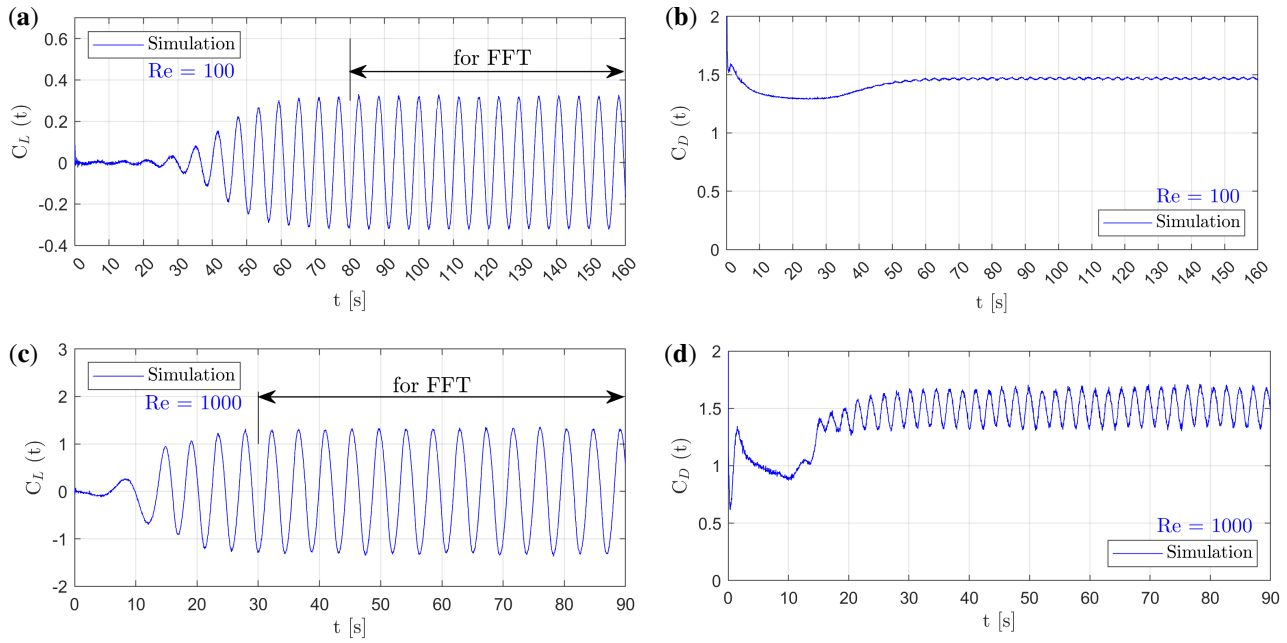 (a)
0.6
0.4
0.2
0
-0.2
-0.4
C_L (t)
Simulation
Re = 100
for FFT
0 10 20 30 40 50 60 70 80 90 100 110 120 130 140 150 160
t [s]
(b)
2
1.5
1
0.5
0
C_D (t)
Re = 100
Simulation
0 10 20 30 40 50 60 70 80 90 100 110 120 130 140 150 160
t [s]
(c)
3
2
1
0
-1
-2
C_L (t)
Simulation
Re = 1000
for FFT
0 10 20 30 40 50 60 70 80 90
t [s]
(d)
2
1.5
1
0.5
0
C_D (t)
Re = 1000
Simulation
0 10 20 30 40 50 60 70 80 90
t [s]